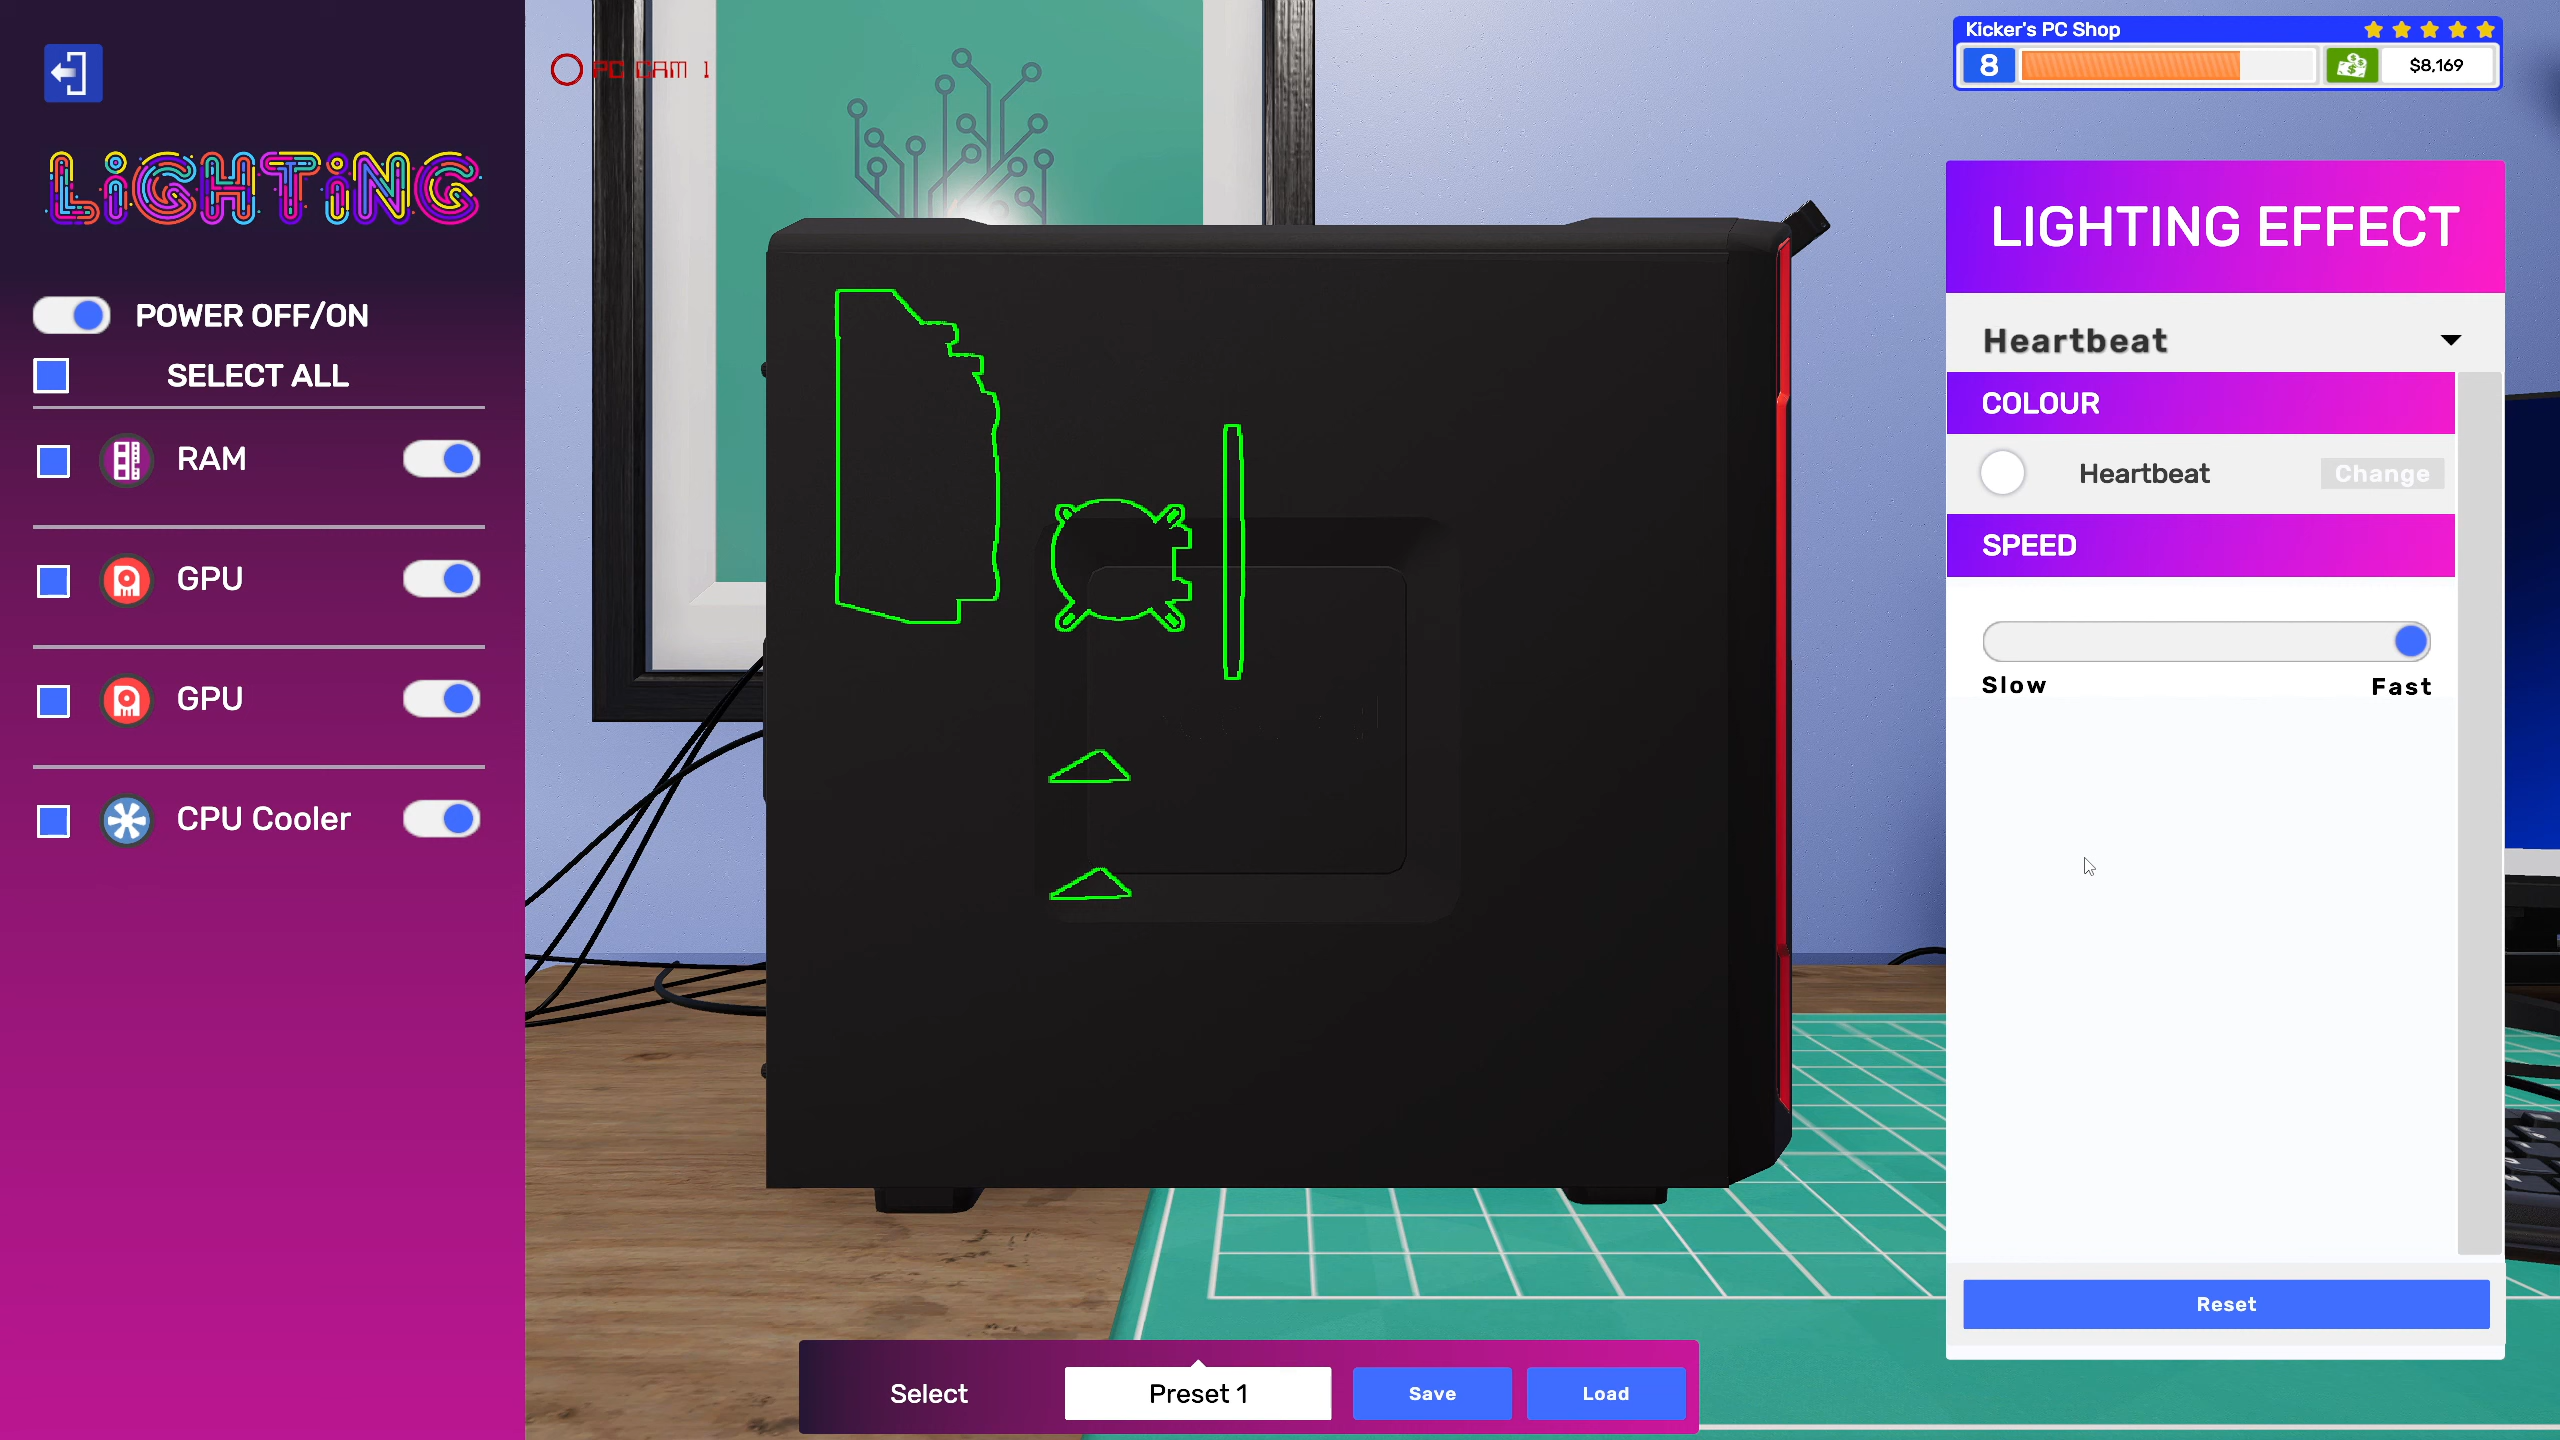 LiGHTiNG
POWER OFF/ON
SELECT ALL
RAM
GPU
GPU
CPU Cooler
PC CAM 1
Kicker's PC Shop
8
$8,169
LIGHTING EFFECT
Heartbeat
COLOUR
Heartbeat
Change
SPEED
Slow
Fast
Reset
Select
Preset 1
Save
Load